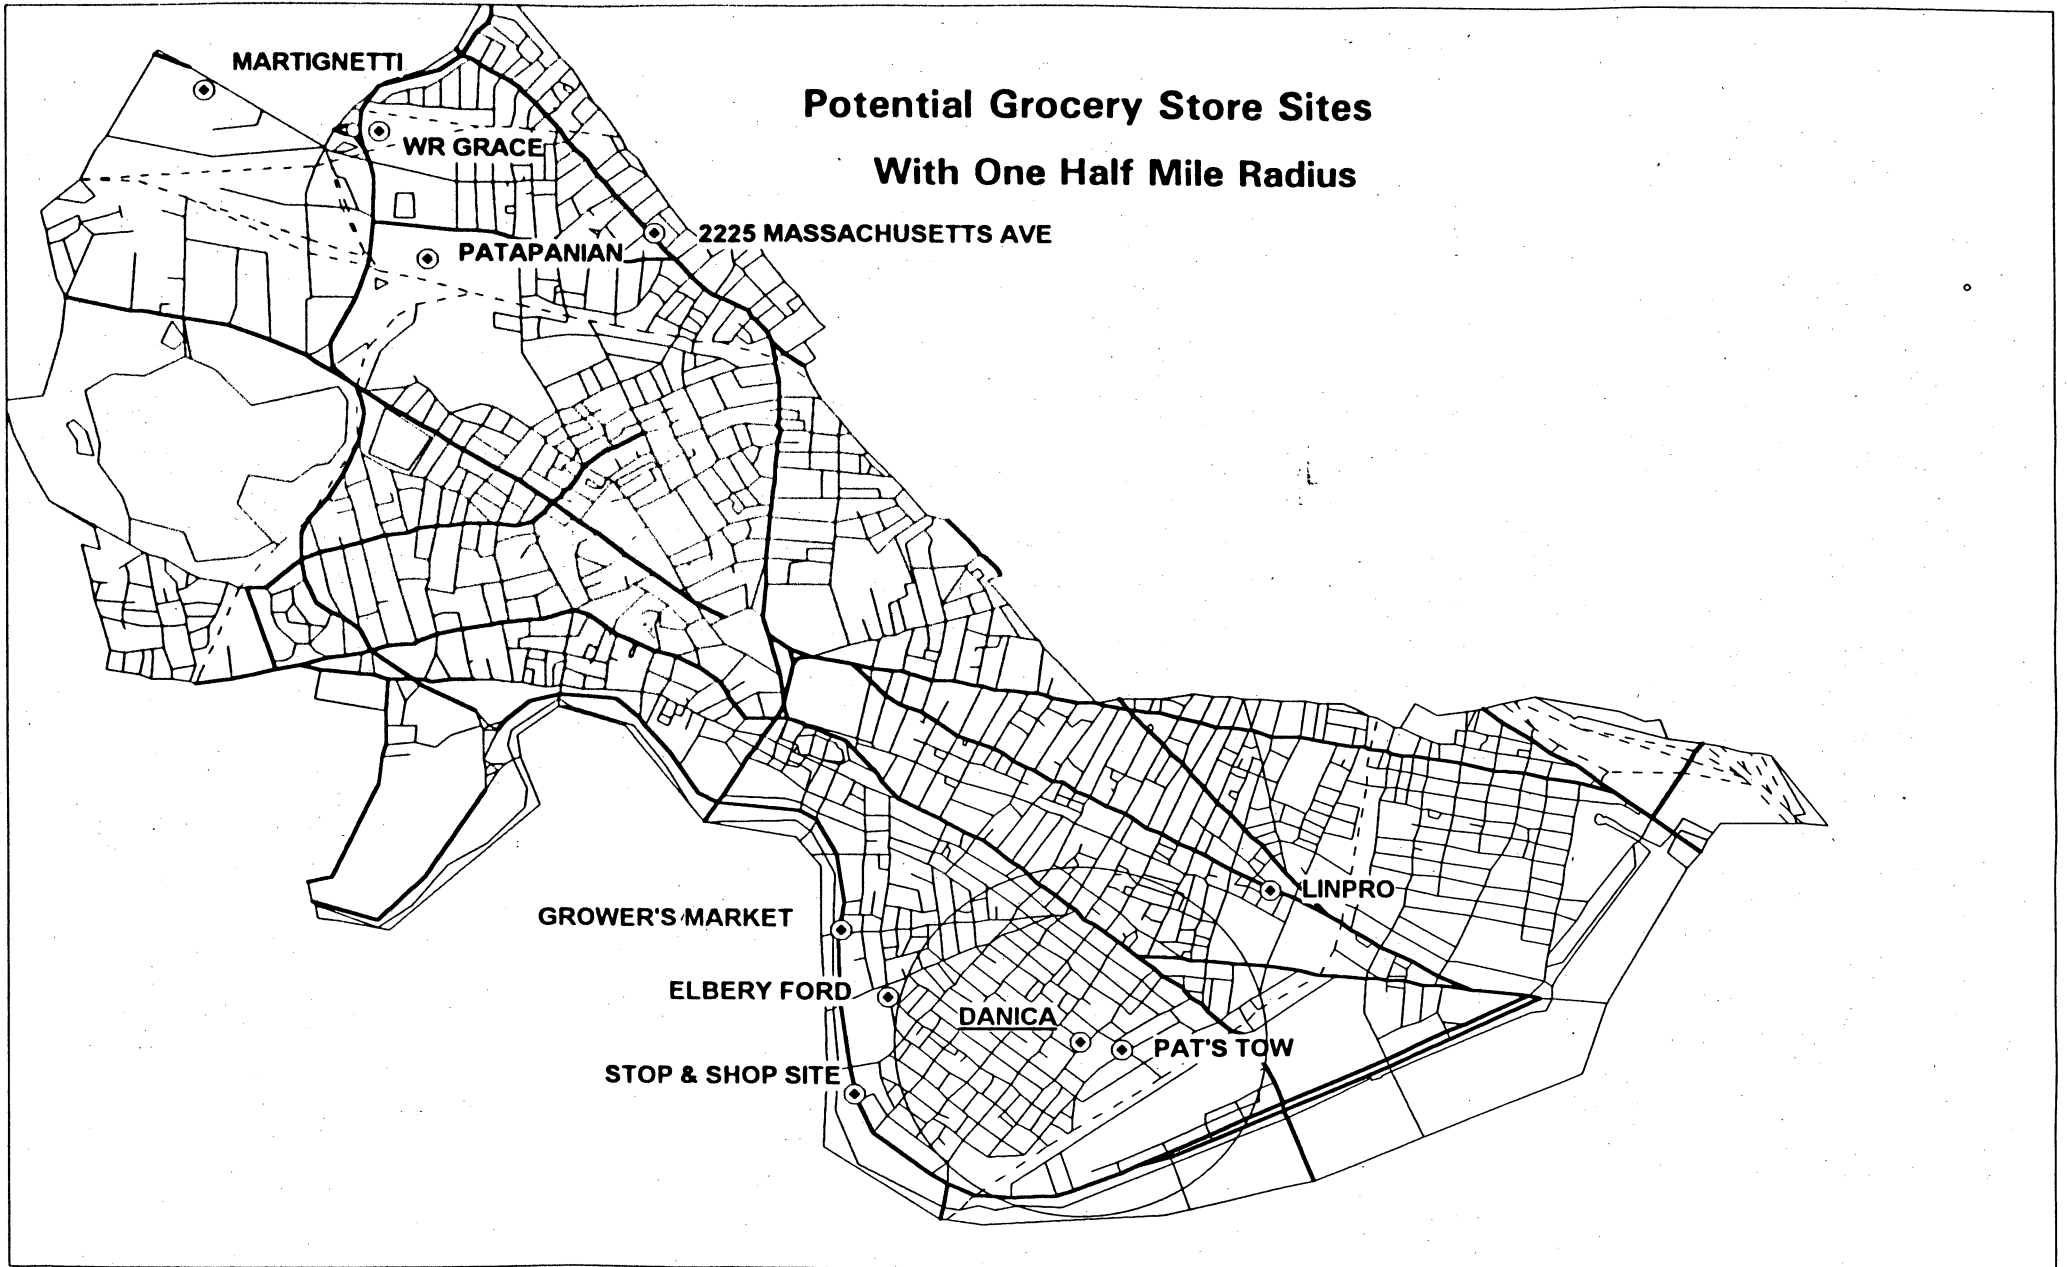 MARTIGNETTI
Potential Grocery Store Sites
WR GRACE
With One Half Mile Radius
2225 MASSACHUSETTS AVE
PATAPANIAN
LINPRO
GROWER'S MARKET
ELBERY FORD
DANICA
PAT'S TOW
STOP & SHOP SITE